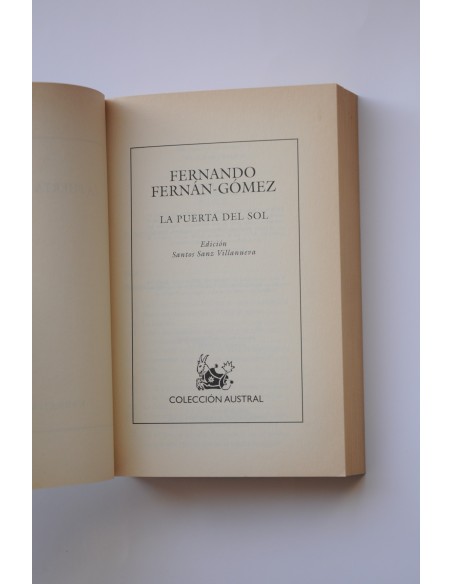 FERNANDO
FERNÁN-GÓMEZ
LA PUERTA DEL SOL
Edición
Santos Sanz Villanueva
COLECCIÓN AUSTRAL